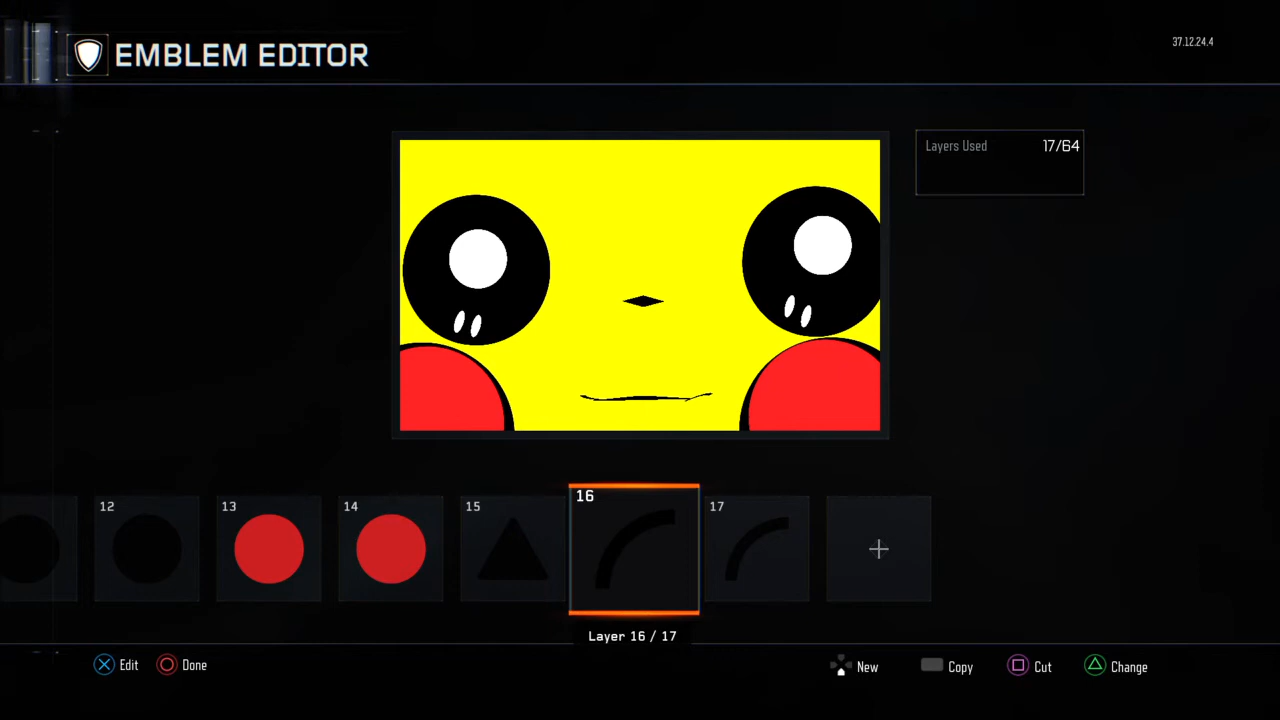 EMBLEM EDITOR
37.12.24.4
Layers Used 17/64
12 13 14 15 16 17
Layer 16 / 17
Edit Done New Copy Cut Change